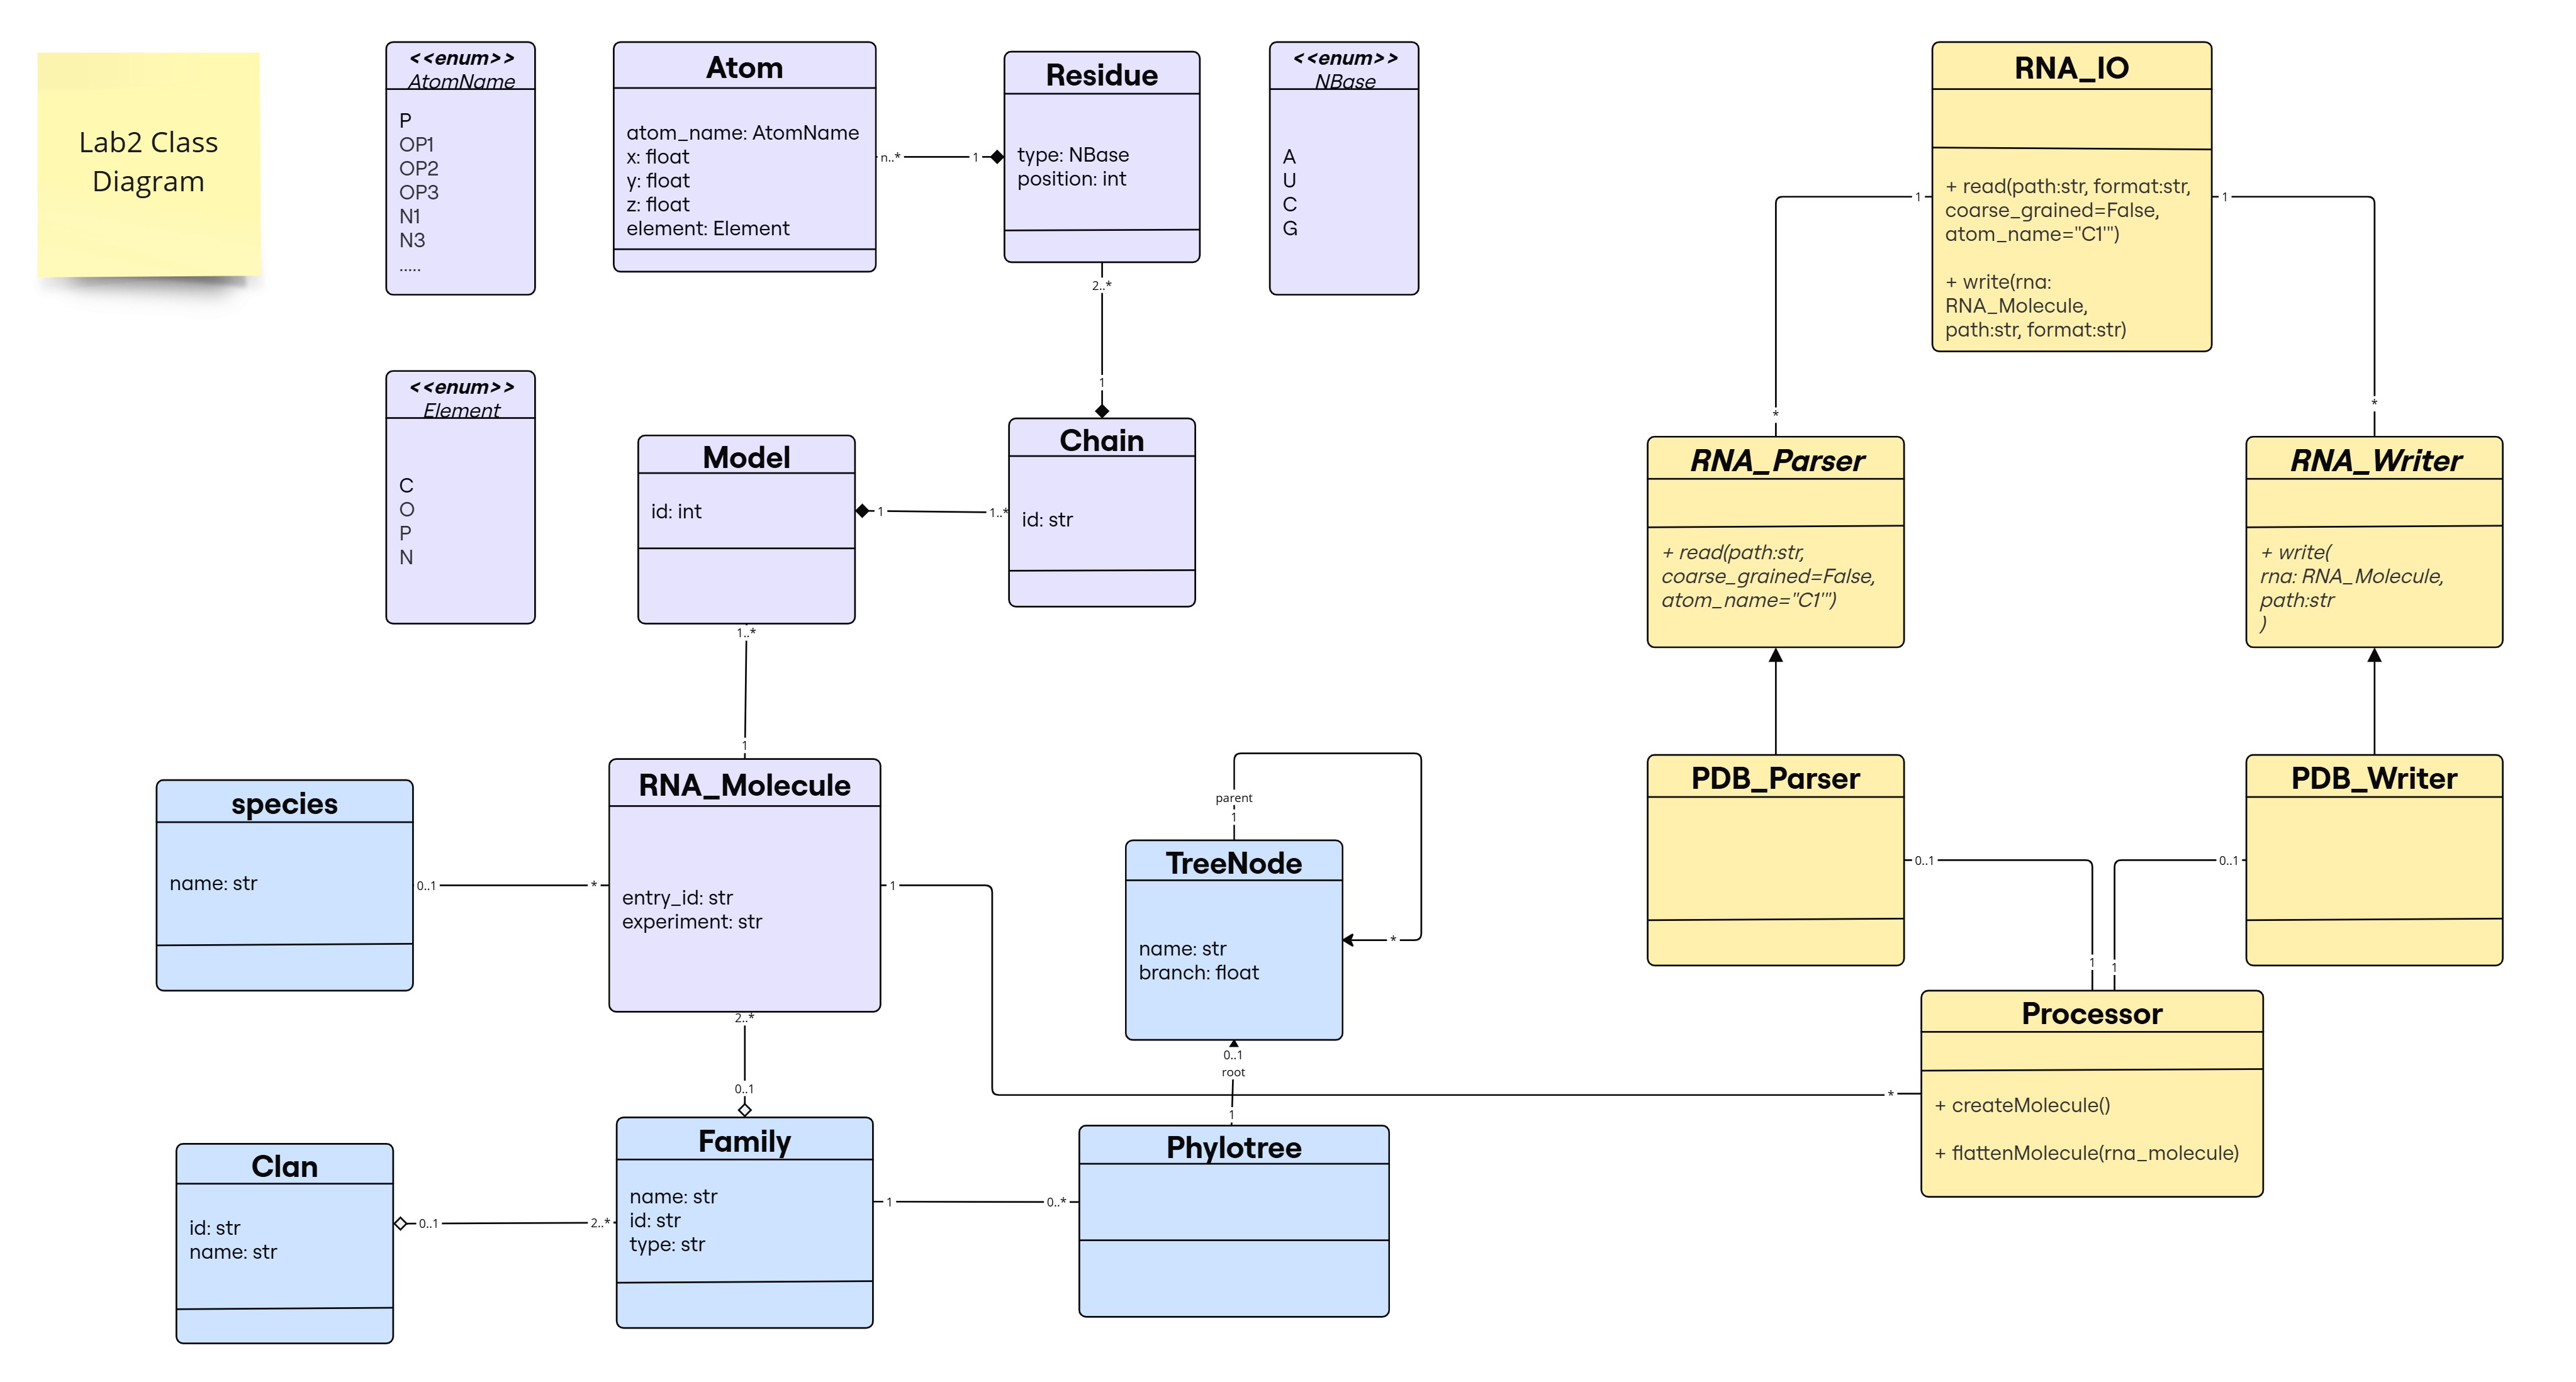 Lab2 Class
Diagram
<<enum>>
AtomName
P
OP1
OP2
OP3
N1
N3
.....
Atom
atom_name: AtomName
x: float
y: float
z: float
element: Element
n..*
1
Residue
type: NBase
position: int
<<enum>>
NBase
A
U
C
G
2..*
1
<<enum>>
Element
C
O
P
N
Model
id: int
1
1..*
Chain
id: str
1..*
1
species
name: str
0..1
*
RNA_Molecule
entry_id: str
experiment: str
1
2..*
0..1
parent
1
TreeNode
name: str
branch: float
*
0..1
root
1
Clan
id: str
name: str
0..1
2..*
Family
name: str
id: str
type: str
1
0..*
Phylotree
RNA_IO
+ read(path:str, format:str,
coarse_grained=False,
atom_name="C1'")
+ write(rna:
RNA_Molecule,
path:str, format:str)
1
1
*
*
RNA_Parser
+ read(path:str,
coarse_grained=False,
atom_name="C1'")
RNA_Writer
+ write(
rna: RNA_Molecule,
path:str
)
PDB_Parser
PDB_Writer
0..1
0..1
1
1
*
Processor
+ createMolecule()
+ flattenMolecule(rna_molecule)